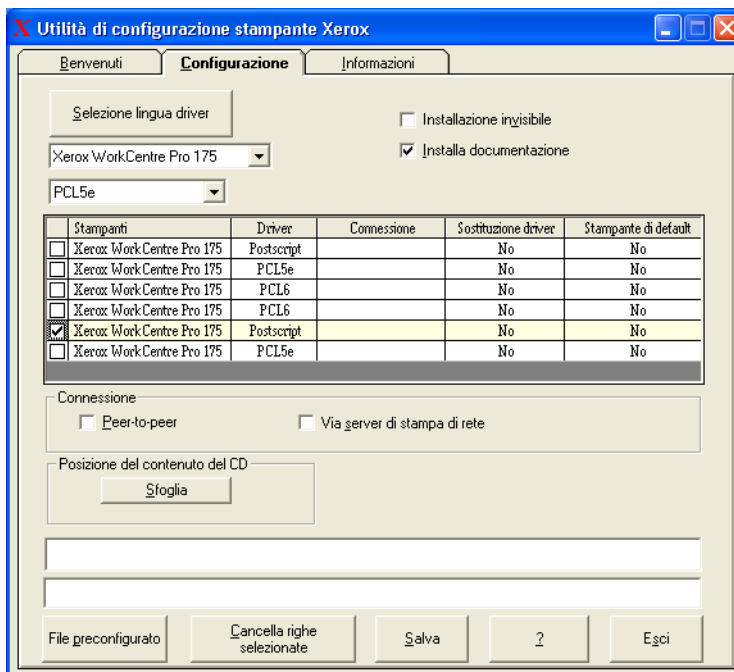 X Utilità di configurazione stampante Xerox
Benvenuti Configurazione Informazioni
Selezione lingua driver
Installazione invisibile
Xerox WorkCentre Pro 175
Installa documentazione
PCL5e
Stampanti Driver Connessione Sostituzione driver Stampante di default
Xerox WorkCentre Pro 175 Postscript No No
Xerox WorkCentre Pro 175 PCL5e No No
Xerox WorkCentre Pro 175 PCL6 No No
Xerox WorkCentre Pro 175 PCL6 No No
Xerox WorkCentre Pro 175 Postscript No No
Xerox WorkCentre Pro 175 PCL5e No No
Connessione
Peer-to-peer Via server di stampa di rete
Posizione del contenuto del CD
Sfoglia
File preconfigurato Cancella righe selezionate Salva ? Esci